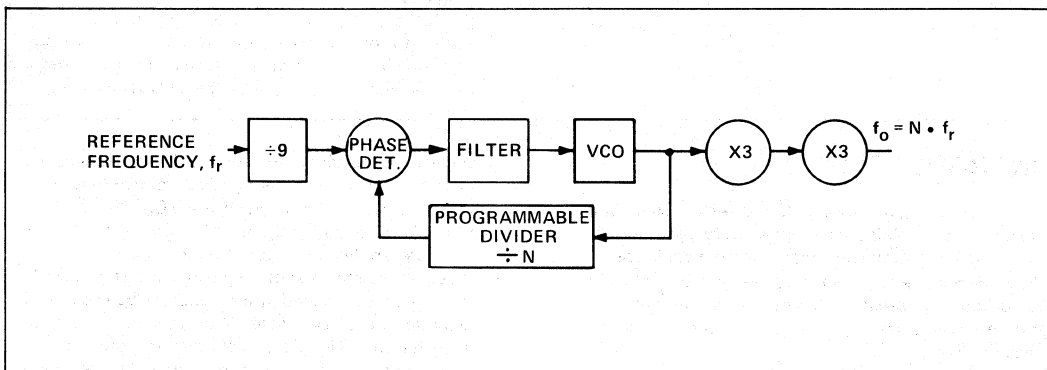 REFERENCE
FREQUENCY, fr
÷9
PHASE
DET.
FILTER
VCO
X3
X3
fo = N • fr
PROGRAMMABLE
DIVIDER
÷ N